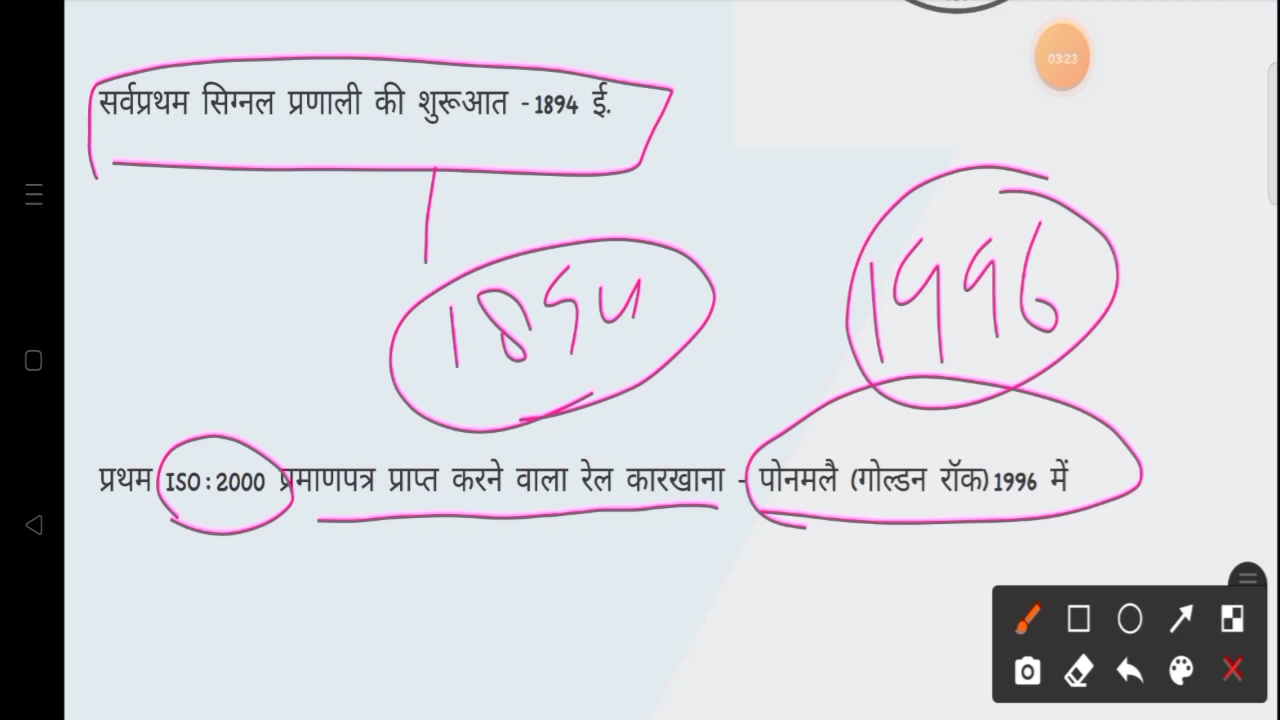 03:23
सर्वप्रथम सिग्नल प्रणाली की शुरूआत - 1894 ई.
1996
1894
प्रथम ISO : 2000 प्रमाणपत्र प्राप्त करने वाला रेल कारखाना - पोनमलै (गोल्डन रॉक) 1996 में